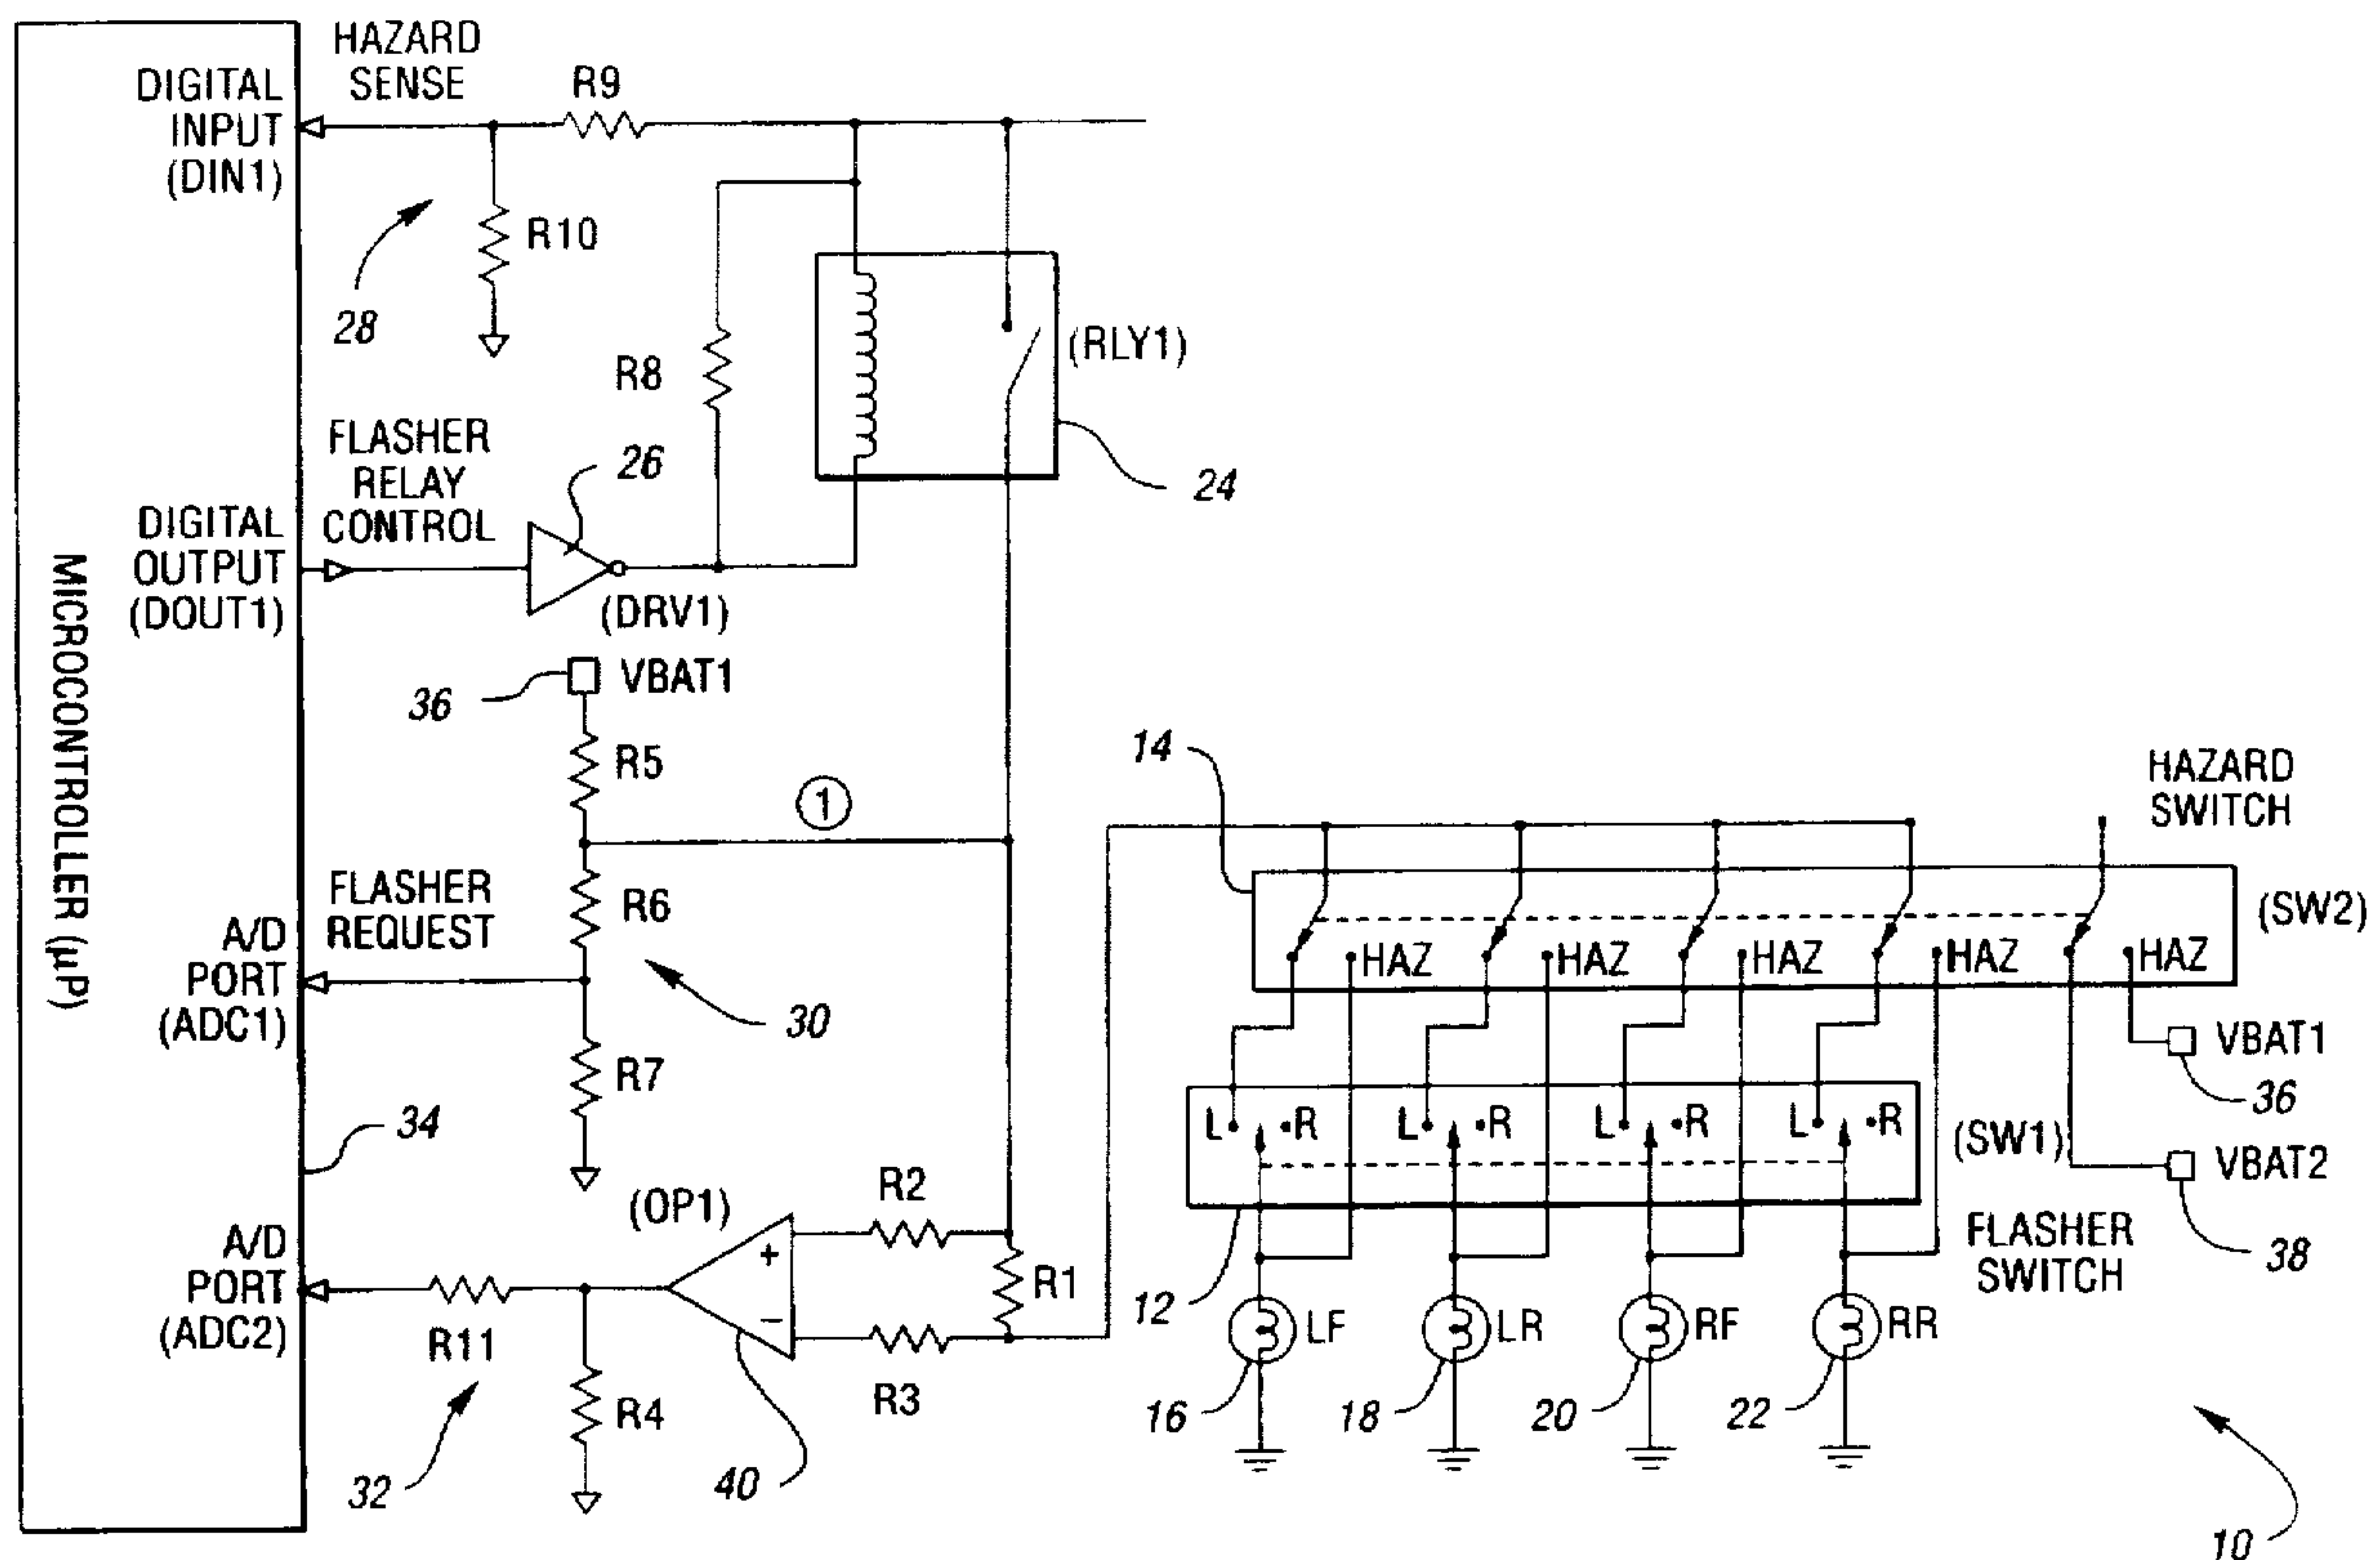 HAZARD
SENSE
R9
DIGITAL
INPUT
(DIN1)
R10
28
R8
(RLY1)
24
FLASHER
RELAY
CONTROL
26
DIGITAL
OUTPUT
(DOUT1)
(DRV1)
MICROCONTROLLER (μP)
36
VBAT1
R5
1
14
HAZARD
SWITCH
FLASHER
REQUEST
R6
A/D
PORT
(ADC1)
30
R7
34
(SW2)
HAZ
HAZ
HAZ
HAZ
HAZ
VBAT1
36
L
R
L
R
L
R
L
R
(SW1)
VBAT2
38
FLASHER
SWITCH
(OP1)
R2
+
−
R1
R3
A/D
PORT
(ADC2)
R11
R4
32
40
12
LF
LR
RF
RR
16
18
20
22
10